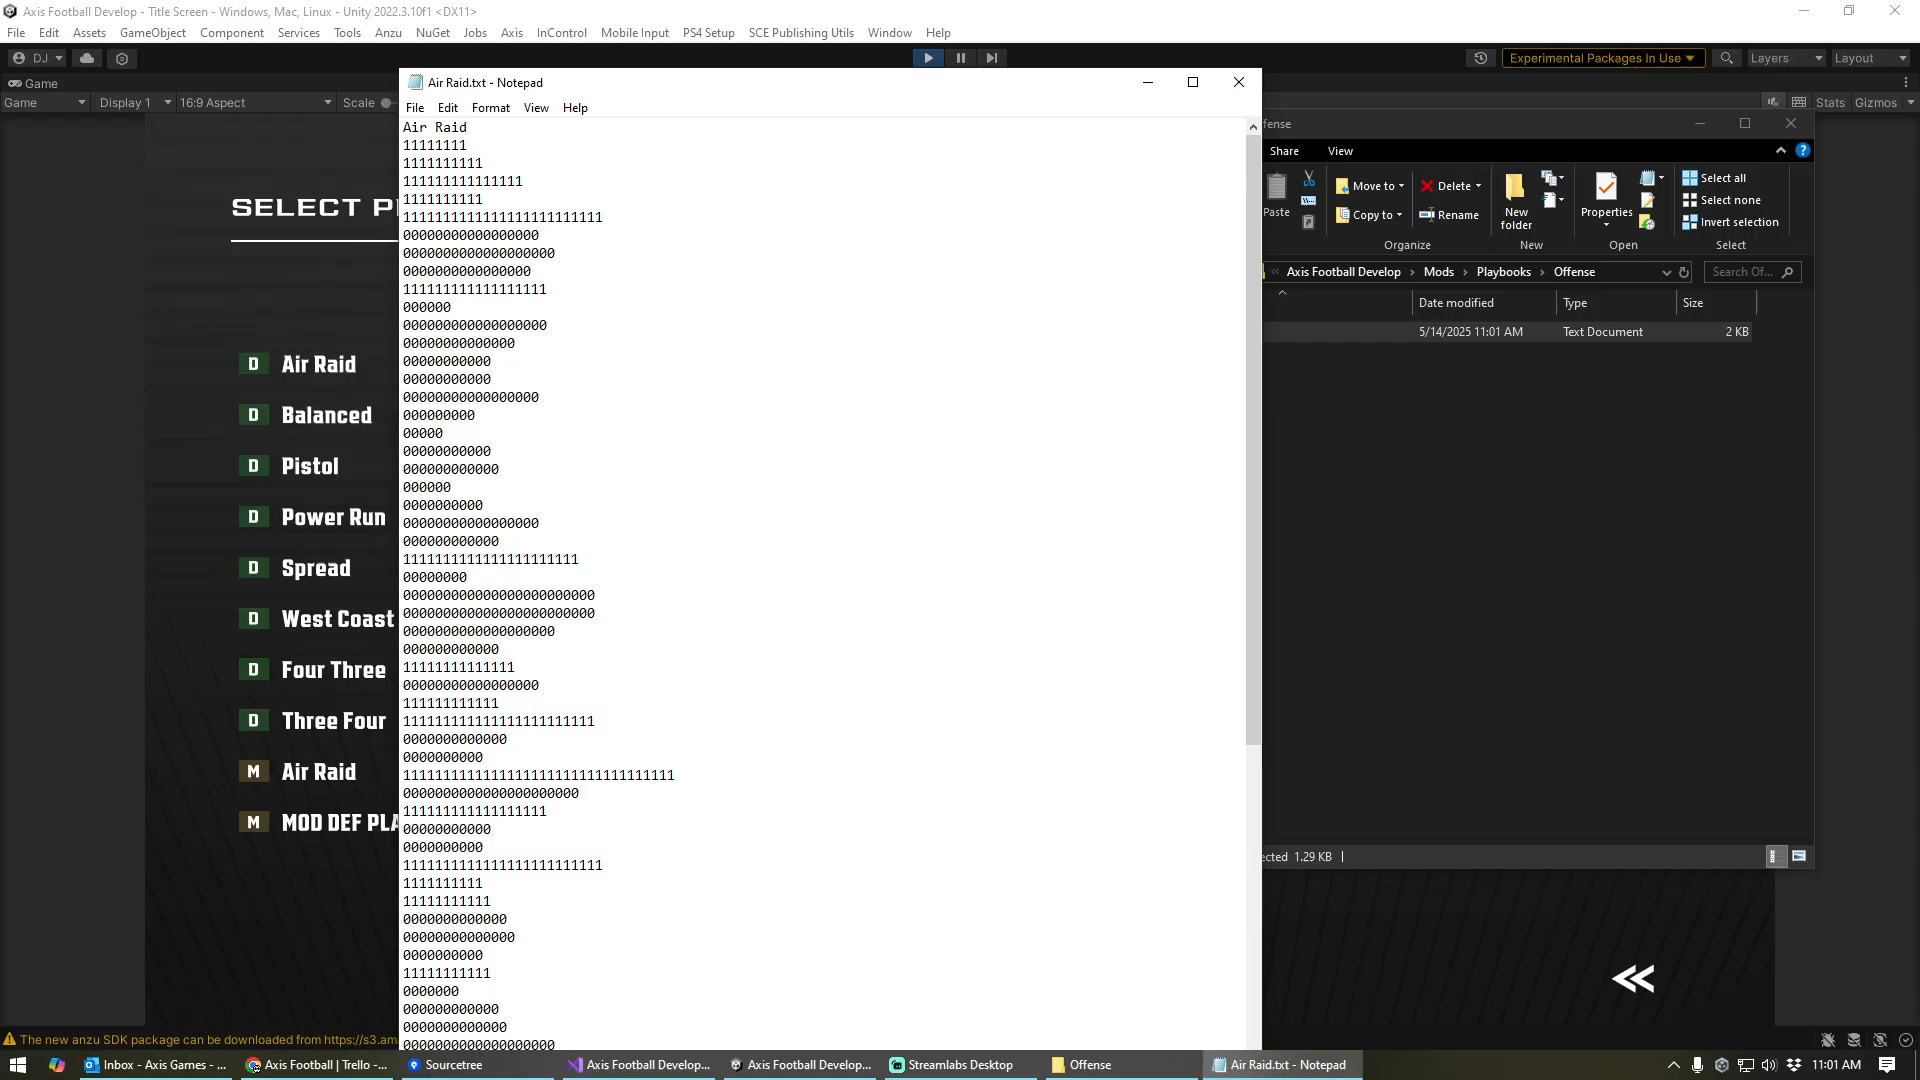 Axis Football Develop - Title Screen - Windows, Mac, Linux - Unity 2022.3.10f1 <DX11>
File Edit Assets GameObject Component Services Tools Anzu NuGet Jobs Axis InControl Mobile Input PS4 Setup SCE Publishing Utils Window Help
DJ Experimental Packages In Use Layers Layout
Game
Game Display 1 16:9 Aspect Scale Stats Gizmos
SELECT
D Air Raid
D Balanced
D Pistol
D Power Run
D Spread
D West Coast
D Four Three
D Three Four
M Air Raid
M MOD DEF
Air Raid.txt - Notepad
File Edit Format View Help
Air Raid
11111111
1111111111
111111111111111
1111111111
1111111111111111111111111
00000000000000000
0000000000000000000
0000000000000000
111111111111111111
000000
000000000000000000
00000000000000
00000000000
00000000000
00000000000000000
000000000
00000
00000000000
000000000000
000000
0000000000
00000000000000000
000000000000
1111111111111111111111
00000000
000000000000000000000000
000000000000000000000000
0000000000000000000
000000000000
11111111111111
00000000000000000
111111111111
111111111111111111111111
0000000000000
0000000000
1111111111111111111111111111111111
0000000000000000000000
111111111111111111
00000000000
0000000000
1111111111111111111111111
1111111111
11111111111
0000000000000
00000000000000
0000000000
11111111111
0000000
000000000000
0000000000000
0000000000000000000
Share View
Paste Move to Copy to Delete Rename New folder Properties Select all Select none Invert selection
Organize New Open Select
Axis Football Develop Mods Playbooks Offense Search Of...
Date modified Type Size
5/14/2025 11:01 AM Text Document 2 KB
1.29 KB
The new anzu SDK package can be downloaded from https://s3.am
Inbox - Axis Games - ... Axis Football | Trello -... Sourcetree Axis Football Develop... Axis Football Develop... Streamlabs Desktop Offense Air Raid.txt - Notepad 11:01 AM